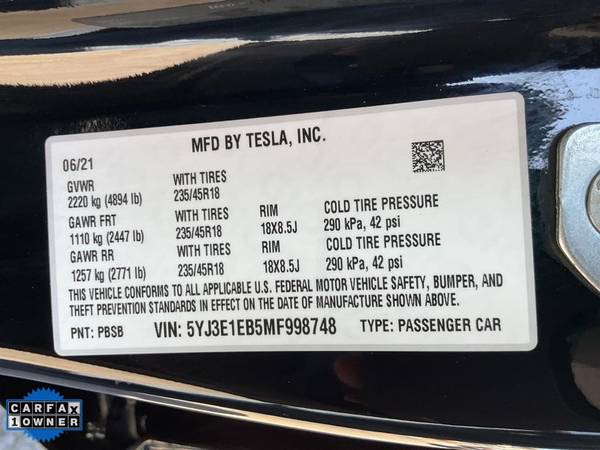 MFD BY TESLA, INC.
06/21
GVWR WITH TIRES
2220 kg (4894 lb) 235/45R18
GAWR FRT WITH TIRES RIM COLD TIRE PRESSURE
1110 kg (2447 lb) 235/45R18 18X8.5J 290 kPa, 42 psi
GAWR RR WITH TIRES RIM COLD TIRE PRESSURE
1257 kg (2771 lb) 235/45R18 18X8.5J 290 kPa, 42 psi
THIS VEHICLE CONFORMS TO ALL APPLICABLE U.S. FEDERAL MOTOR VEHICLE SAFETY, BUMPER, AND
THEFT PREVENTION STANDARDS IN EFFECT ON THE DATE OF MANUFACTURE SHOWN ABOVE.
PNT: PBSB VIN: 5YJ3E1EB5MF998748 TYPE: PASSENGER CAR
CARFAX
1 OWNER